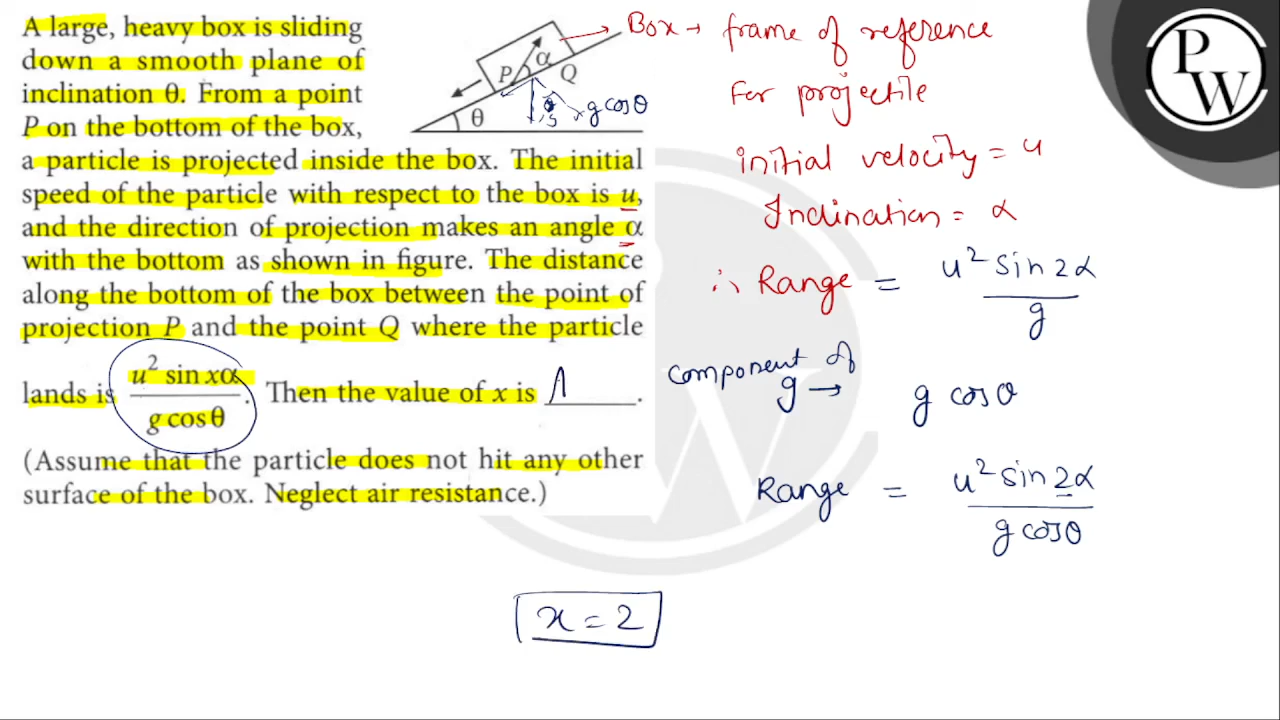 A large, heavy box is sliding
down a smooth plane of
inclination θ. From a point
P on the bottom of the box,
a particle is projected inside the box. The initial
speed of the particle with respect to the box is u,
and the direction of projection makes an angle α
with the bottom as shown in figure. The distance
along the bottom of the box between the point of
projection P and the point Q where the particle
lands is u² sin xα / g cos θ. Then the value of x is ______.
(Assume that the particle does not hit any other
surface of the box. Neglect air resistance.)
P α Q
θ
g cosθ
Box → frame of reference
For projectile
initial velocity = u
Inclination = α
∴ Range = u² sin 2α / g
component of
g → g cosθ
Range = u² sin 2α / g cosθ
x = 2
P
W